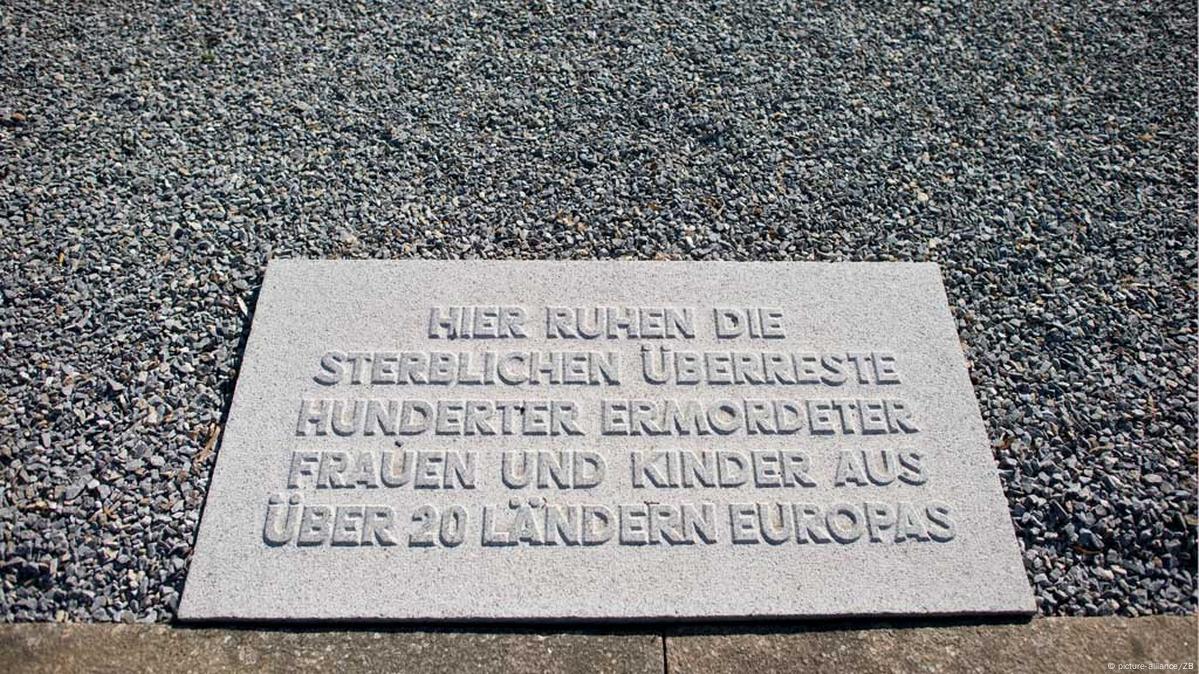 HIER RUHEN DIE
STERBLICHEN ÜBERRESTE
HUNDERTER ERMORDETER
FRAUEN UND KINDER AUS
ÜBER 20 LÄNDERN EUROPAS
© picture-alliance/ZB